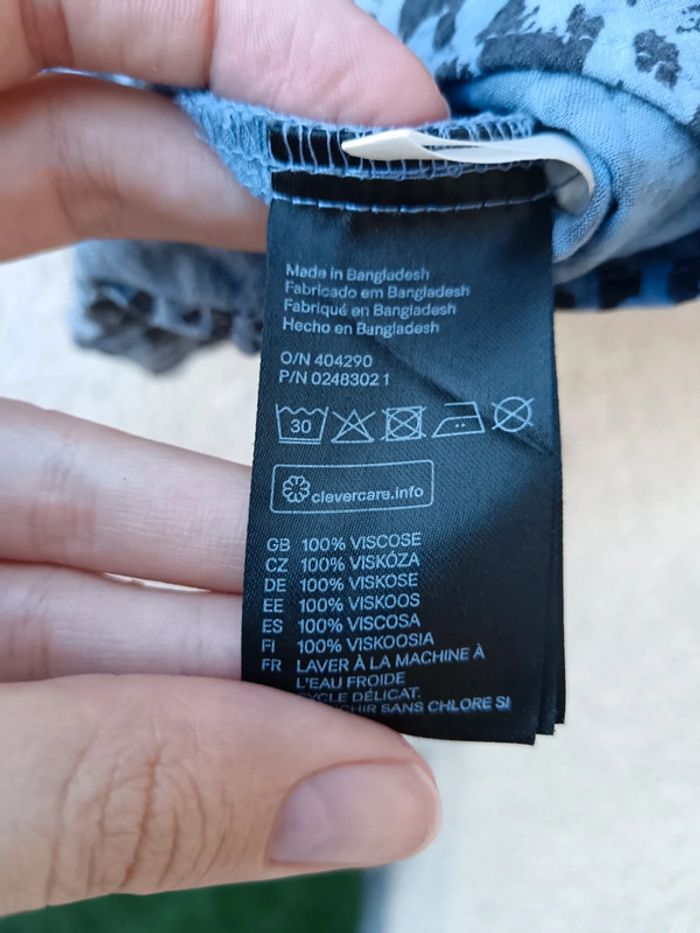 Made in Bangladesh
Fabricado em Bangladesh
Fabriqué en Bangladesh
Hecho en Bangladesh
O/N 404290
P/N 0248302 1
30
clevercare.info
GB 100% VISCOSE
CZ 100% VISKÓZA
DE 100% VISKOSE
EE 100% VISKOOS
ES 100% VISCOSA
FI 100% VISKOOSIA
FR LAVER À LA MACHINE À
L'EAU FROIDE
DÉLICAT.
SANS CHLORE SI